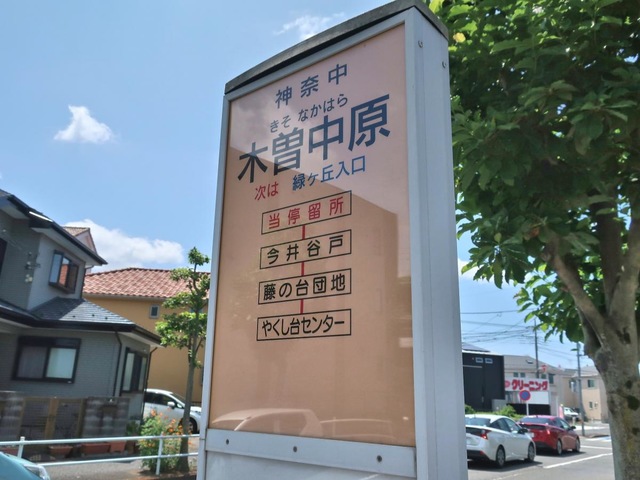 神奈中
きそ なかはら
木曽中原
次は 緑ヶ丘入口
当停留所
今井谷戸
藤の台団地
やくし台センター
クリーニング